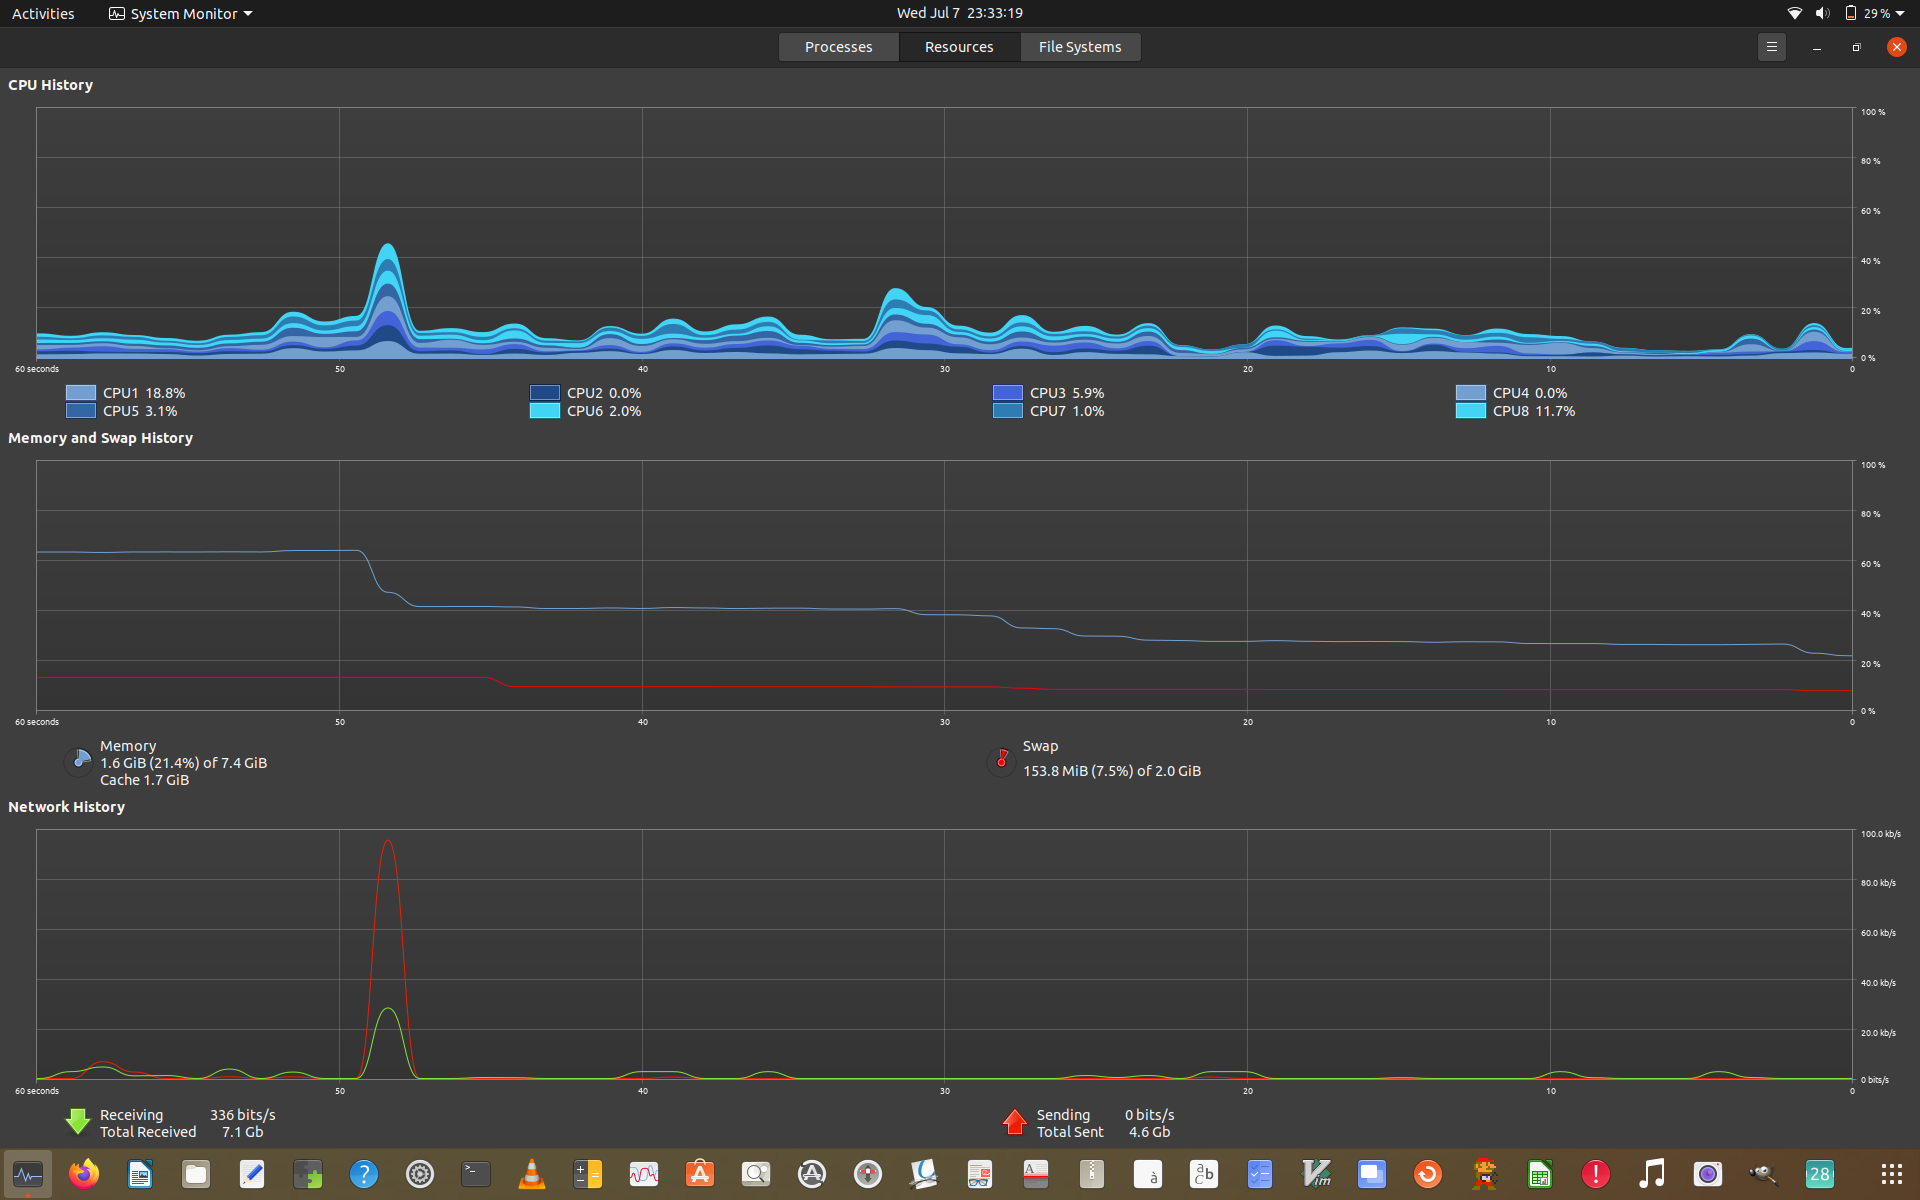 Activities System Monitor Wed Jul 7 23:33:19 29 %
Processes Resources File Systems
CPU History
100 %
80 %
60 %
40 %
20 %
0 %
60 seconds 50 40 30 20 10 0
CPU1 18.8% CPU2 0.0% CPU3 5.9% CPU4 0.0%
CPU5 3.1% CPU6 2.0% CPU7 1.0% CPU8 11.7%
Memory and Swap History
100 %
80 %
60 %
40 %
20 %
0 %
60 seconds 50 40 30 20 10 0
Memory
1.6 GiB (21.4%) of 7.4 GiB
Cache 1.7 GiB
Swap
153.8 MiB (7.5%) of 2.0 GiB
Network History
100.0 kb/s
80.0 kb/s
60.0 kb/s
40.0 kb/s
20.0 kb/s
0 bits/s
60 seconds 50 40 30 20 10 0
Receiving 336 bits/s
Total Received 7.1 Gb
Sending 0 bits/s
Total Sent 4.6 Gb
28